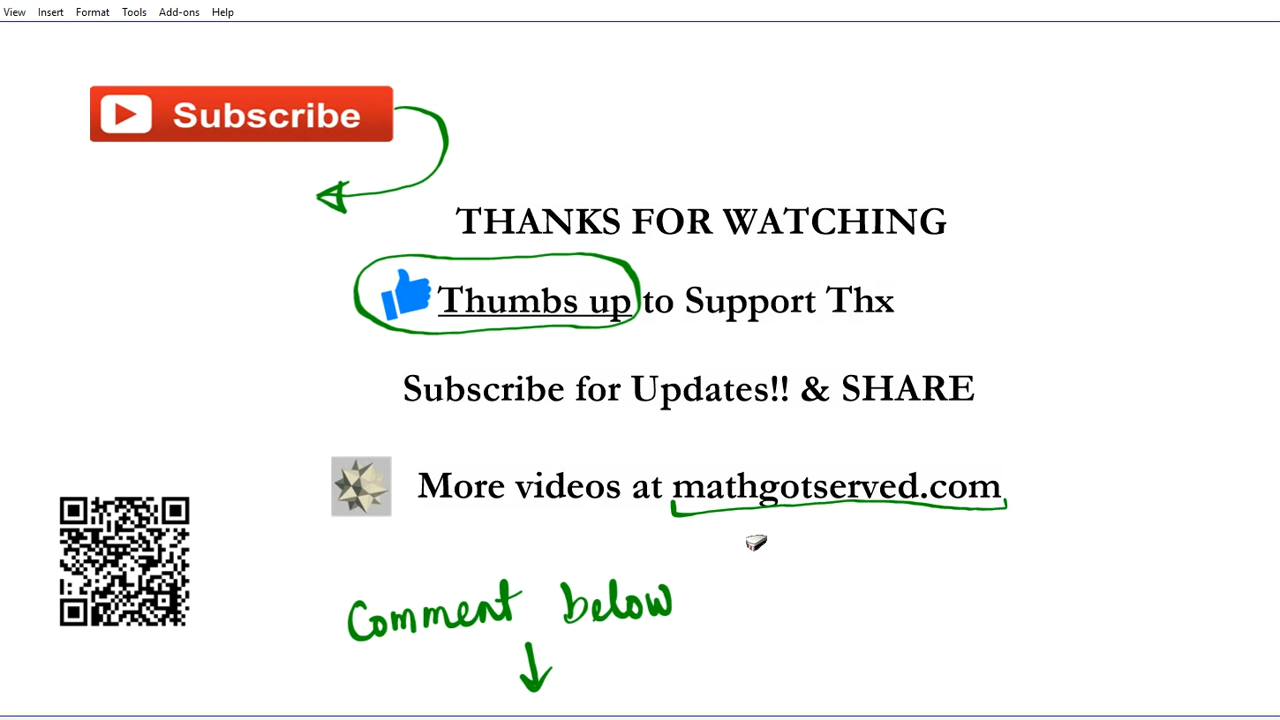 View Insert Format Tools Add-ons Help
Subscribe
THANKS FOR WATCHING
Thumbs up to Support Thx
Subscribe for Updates!! & SHARE
More videos at mathgotserved.com
Comment below